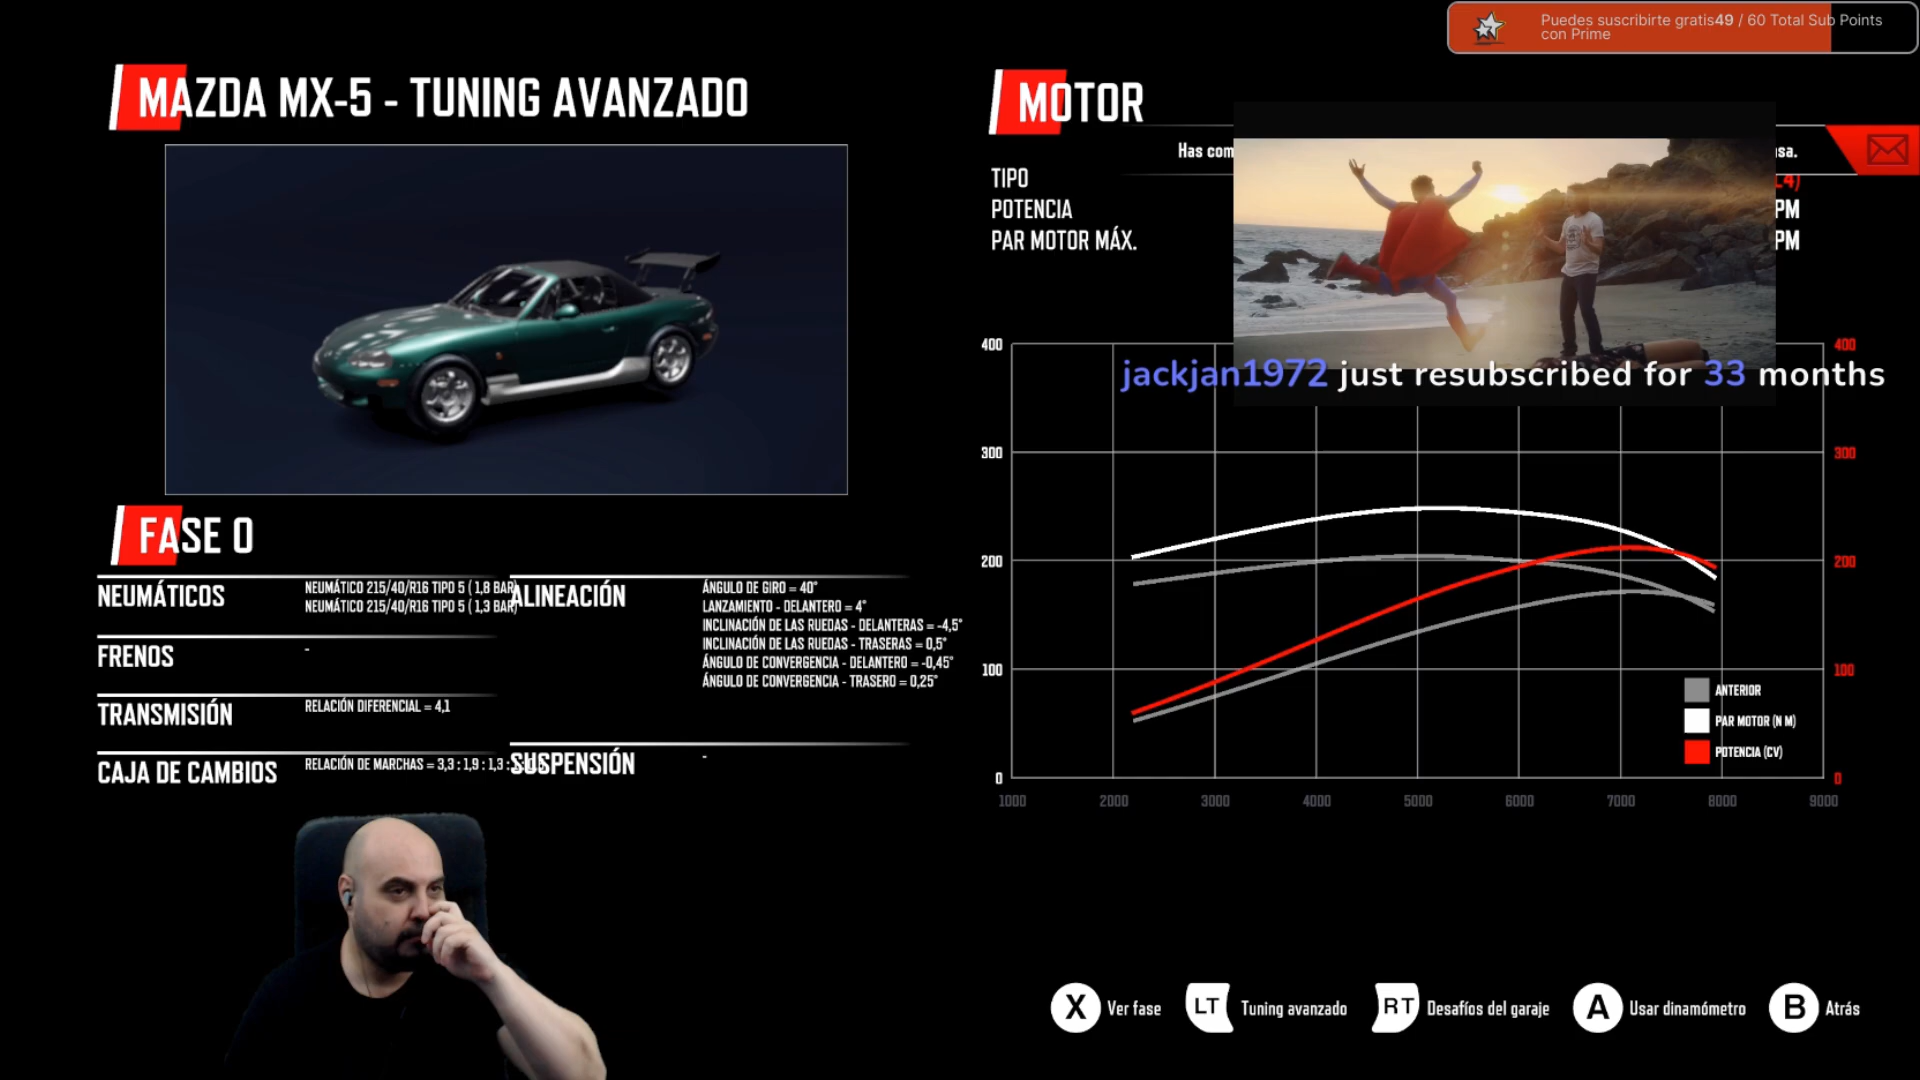 Puedes suscribirte gratis
con Prime
49 / 60 Total Sub Points
MAZDA MX-5 - TUNING AVANZADO
MOTOR
Has com
sa.
TIPO
L4)
POTENCIA
PM
PAR MOTOR MÁX.
PM
jackjan1972 just resubscribed for 33 months
400
300
200
100
0
400
300
200
100
0
1000 2000 3000 4000 5000 6000 7000 8000 9000
ANTERIOR
PAR MOTOR (N M)
POTENCIA (CV)
FASE 0
NEUMÁTICOS
NEUMÁTICO 215/40/R16 TIPO 5 ( 1,8 BAR)
NEUMÁTICO 215/40/R16 TIPO 5 ( 1,3 BAR)
FRENOS
-
TRANSMISIÓN
RELACIÓN DIFERENCIAL = 4,1
CAJA DE CAMBIOS
RELACIÓN DE MARCHAS = 3,3 : 1,9 : 1,3 :
ALINEACIÓN
ÁNGULO DE GIRO = 40°
LANZAMIENTO - DELANTERO = 4°
INCLINACIÓN DE LAS RUEDAS - DELANTERAS = -4,5°
INCLINACIÓN DE LAS RUEDAS - TRASERAS = 0,5°
ÁNGULO DE CONVERGENCIA - DELANTERO = -0,45°
ÁNGULO DE CONVERGENCIA - TRASERO = 0,25°
SUSPENSIÓN
-
X Ver fase
LT Tuning avanzado
RT Desafíos del garaje
A Usar dinamómetro
B Atrás